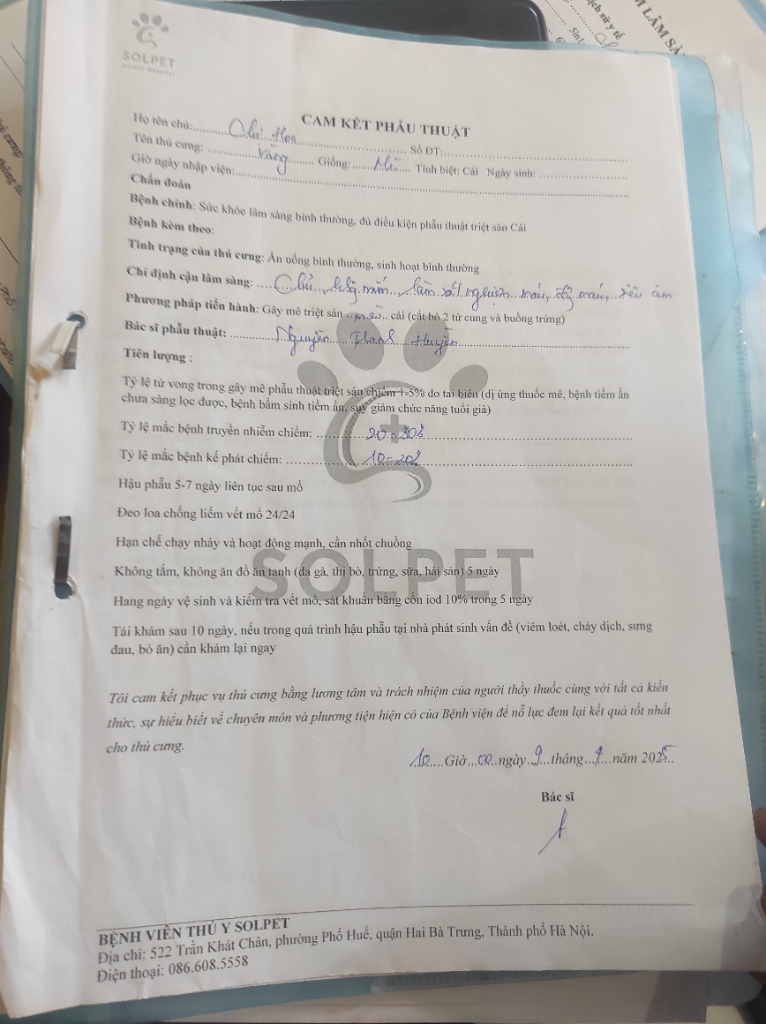 SOLPET
ANIMAL HOSPITAL
CAM KẾT PHẪU THUẬT
Họ tên chủ:.......... Số ĐT:..........
Tên thú cưng: .......... Vàng .......... Giống: .......... Tính biệt: Cái Ngày sinh: ..........
Giờ ngày nhập viện:..........
Chẩn đoán
Bệnh chính: Sức khỏe lâm sàng bình thường, đủ điều kiện phẫu thuật triệt sản Cái
Bệnh kèm theo:
Tình trạng của thú cưng: Ăn uống bình thường, sinh hoạt bình thường
Chỉ định cận lâm sàng: .... làm xét nghiệm máu, siêu âm
Phương pháp tiến hành: Gây mê triệt sản .... cái (cắt bỏ 2 tử cung và buồng trứng)
Bác sĩ phẫu thuật: .......... Nguyễn Thanh Huyền ..........
Tiên lượng :
Tỷ lệ tử vong trong gây mê phẫu thuật triệt sản chiếm 1-5% do tai biến (dị ứng thuốc mê, bệnh tiềm ẩn
chưa sàng lọc được, bệnh bẩm sinh tiềm ẩn, suy giảm chức năng tuổi già)
Tỷ lệ mắc bệnh truyền nhiễm chiếm: .......... 20-30% ..........
Tỷ lệ mắc bệnh kế phát chiếm: .......... 10-20% ..........
Hậu phẫu 5-7 ngày liên tục sau mổ
Đeo loa chống liếm vết mổ 24/24
Hạn chế chạy nhảy và hoạt động mạnh, cần nhốt chuồng
Không tắm, không ăn đồ ăn tanh (da gà, thị bò, trứng, sữa, hải sản) 5 ngày
Hang ngày vệ sinh và kiểm tra vết mổ, sát khuẩn bằng cồn iod 10% trong 5 ngày
Tái khám sau 10 ngày, nếu trong quá trình hậu phẫu tại nhà phát sinh vấn đề (viêm loét, chảy dịch, sưng
đau, bỏ ăn) cần khám lại ngay
SOLPET
Tôi cam kết phục vụ thú cưng bằng lương tâm và trách nhiệm của người thầy thuốc cùng với tất cả kiến
thức, sự hiểu biết về chuyên môn và phương tiện hiện có của Bệnh viện để nỗ lực đem lại kết quả tốt nhất
cho thú cưng.
10....Giờ...00..ngày.9...tháng...9...năm 2025..
Bác sĩ
BỆNH VIỆN THÚ Y SOLPET
Địa chỉ: 522 Trần Khát Chân, phường Phố Huế, quận Hai Bà Trưng, Thành phố Hà Nội.
Điện thoại: 086.608.5558